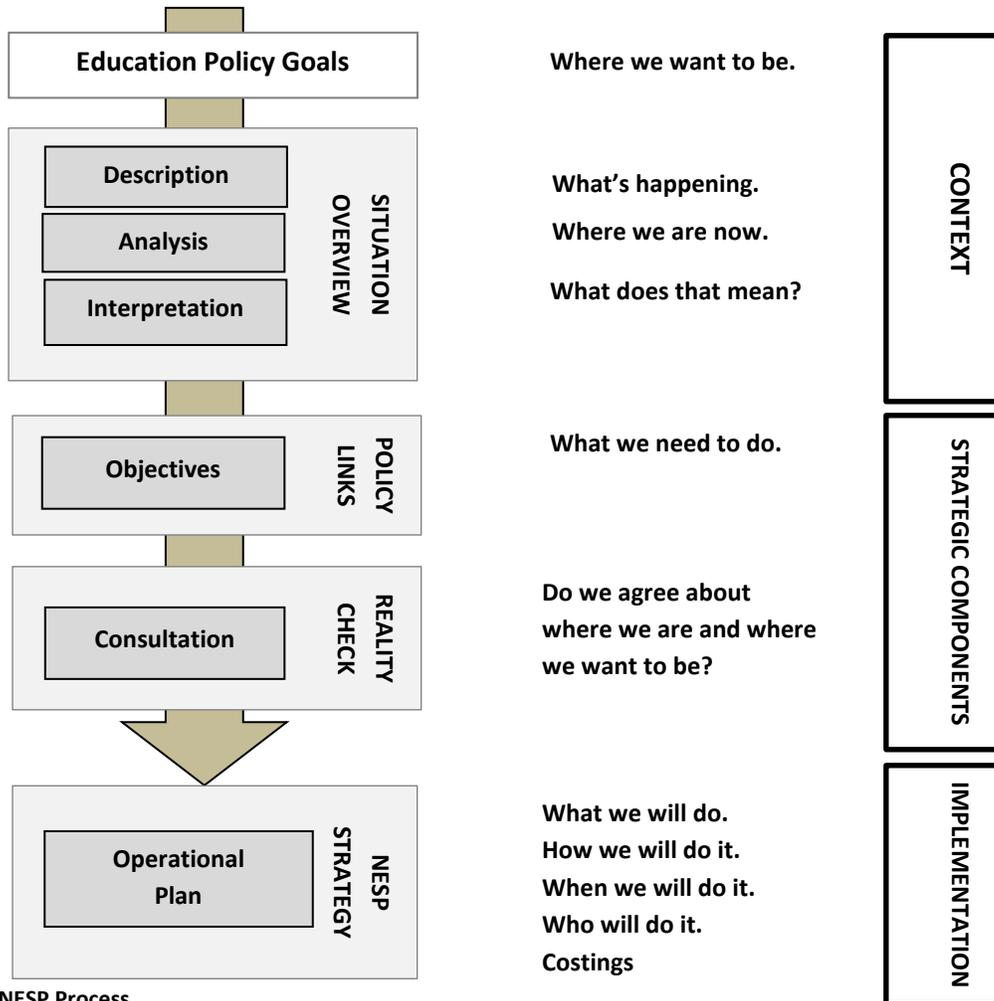 Education Policy Goals
Where we want to be.
Description
Analysis
Interpretation
SITUATION
OVERVIEW
What's happening.
Where we are now.
What does that mean?
CONTEXT
Objectives
POLICY
LINKS
What we need to do.
Consultation
REALITY
CHECK
Do we agree about
where we are and where
we want to be?
STRATEGIC COMPONENTS
Operational
Plan
NESP
STRATEGY
What we will do.
How we will do it.
When we will do it.
Who will do it.
Costings
IMPLEMENTATION
NESP Process